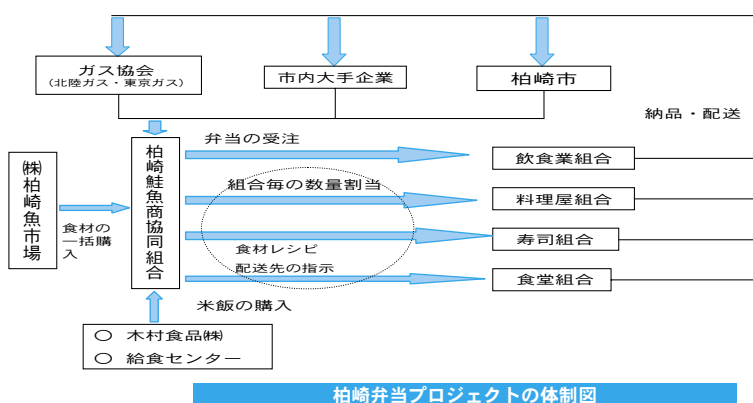 ガス協会
（北陸ガス・東京ガス）
市内大手企業
柏崎市
納品・配送
弁当の受注
飲食業組合
㈱柏崎魚市場
食材の
一括購
入
柏崎鮭魚商協同組合
組合毎の数量割当
料理屋組合
食材レシピ
配送先の指示
寿司組合
食堂組合
米飯の購入
○ 木村食品㈱
○ 給食センター
柏崎弁当プロジェクトの体制図